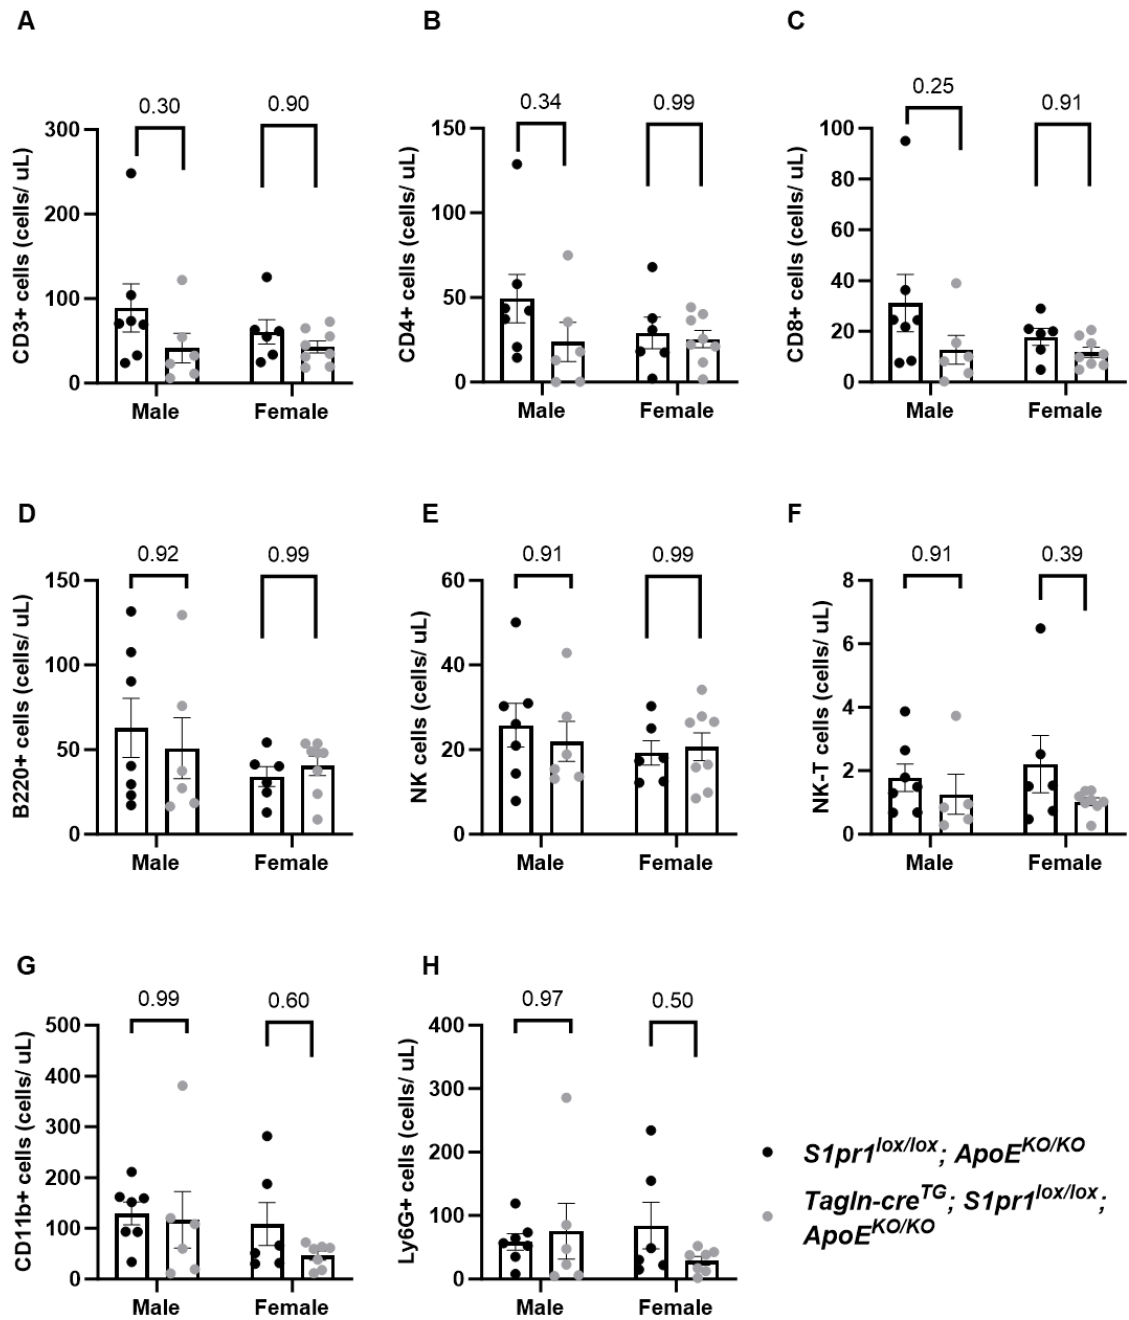 A
B
C
0.30
0.90
CD3+ cells (cells/ uL)
300
200
100
0
Male
Female
0.34
0.99
CD4+ cells (cells/ uL)
150
100
50
0
Male
Female
0.25
0.91
CD8+ cells (cells/ uL)
100
80
60
40
20
0
Male
Female
D
E
F
0.92
0.99
B220+ cells (cells/ uL)
150
100
50
0
Male
Female
0.91
0.99
NK cells (cells/ uL)
60
40
20
0
Male
Female
0.91
0.39
NK-T cells (cells/ uL)
8
6
4
2
0
Male
Female
G
H
0.99
0.60
CD11b+ cells (cells/ uL)
500
400
300
200
100
0
Male
Female
0.97
0.50
Ly6G+ cells (cells/ uL)
400
300
200
100
0
Male
Female
S1pr1lox/lox; ApoEKO/KO
Tagln-creTG; S1pr1lox/lox;
ApoEKO/KO